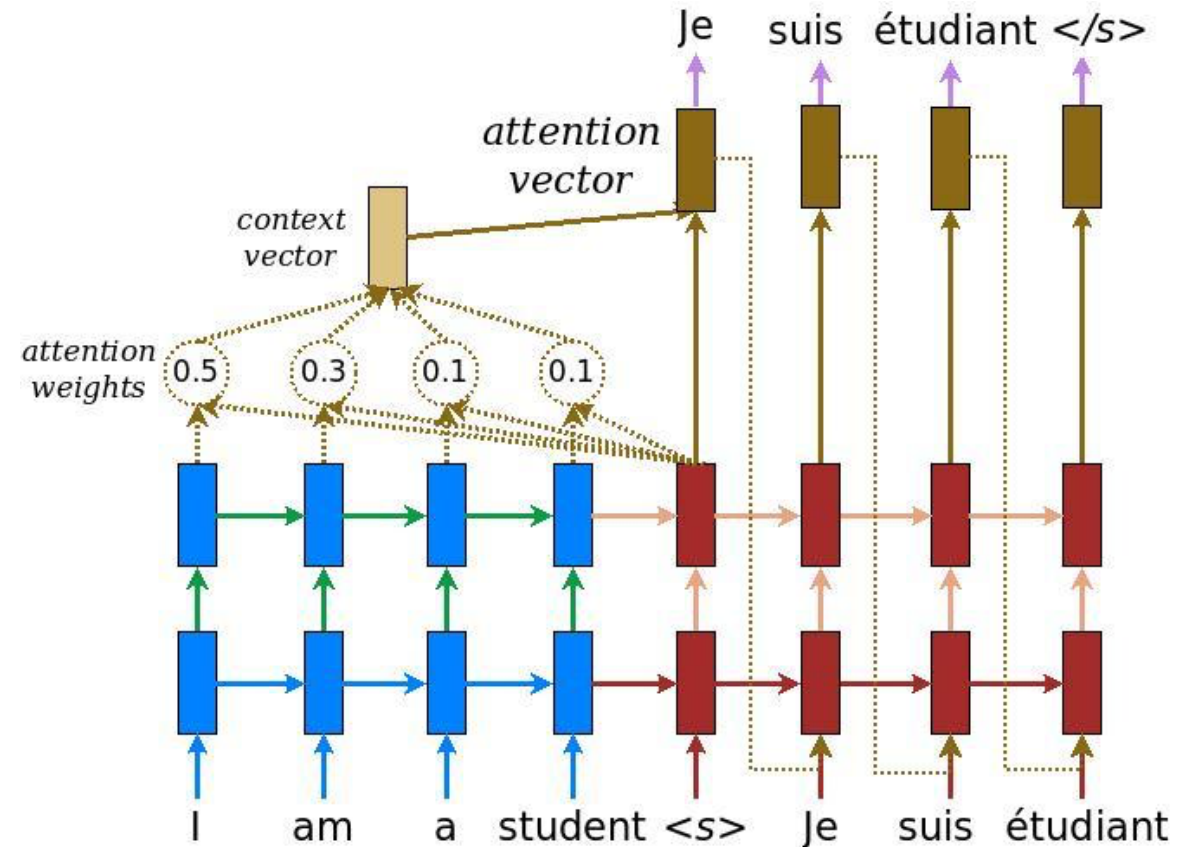 Je suis étudiant </s>
attention
vector
context
vector
attention
weights
0.5 0.3 0.1 0.1
I am a student <s> Je suis étudiant